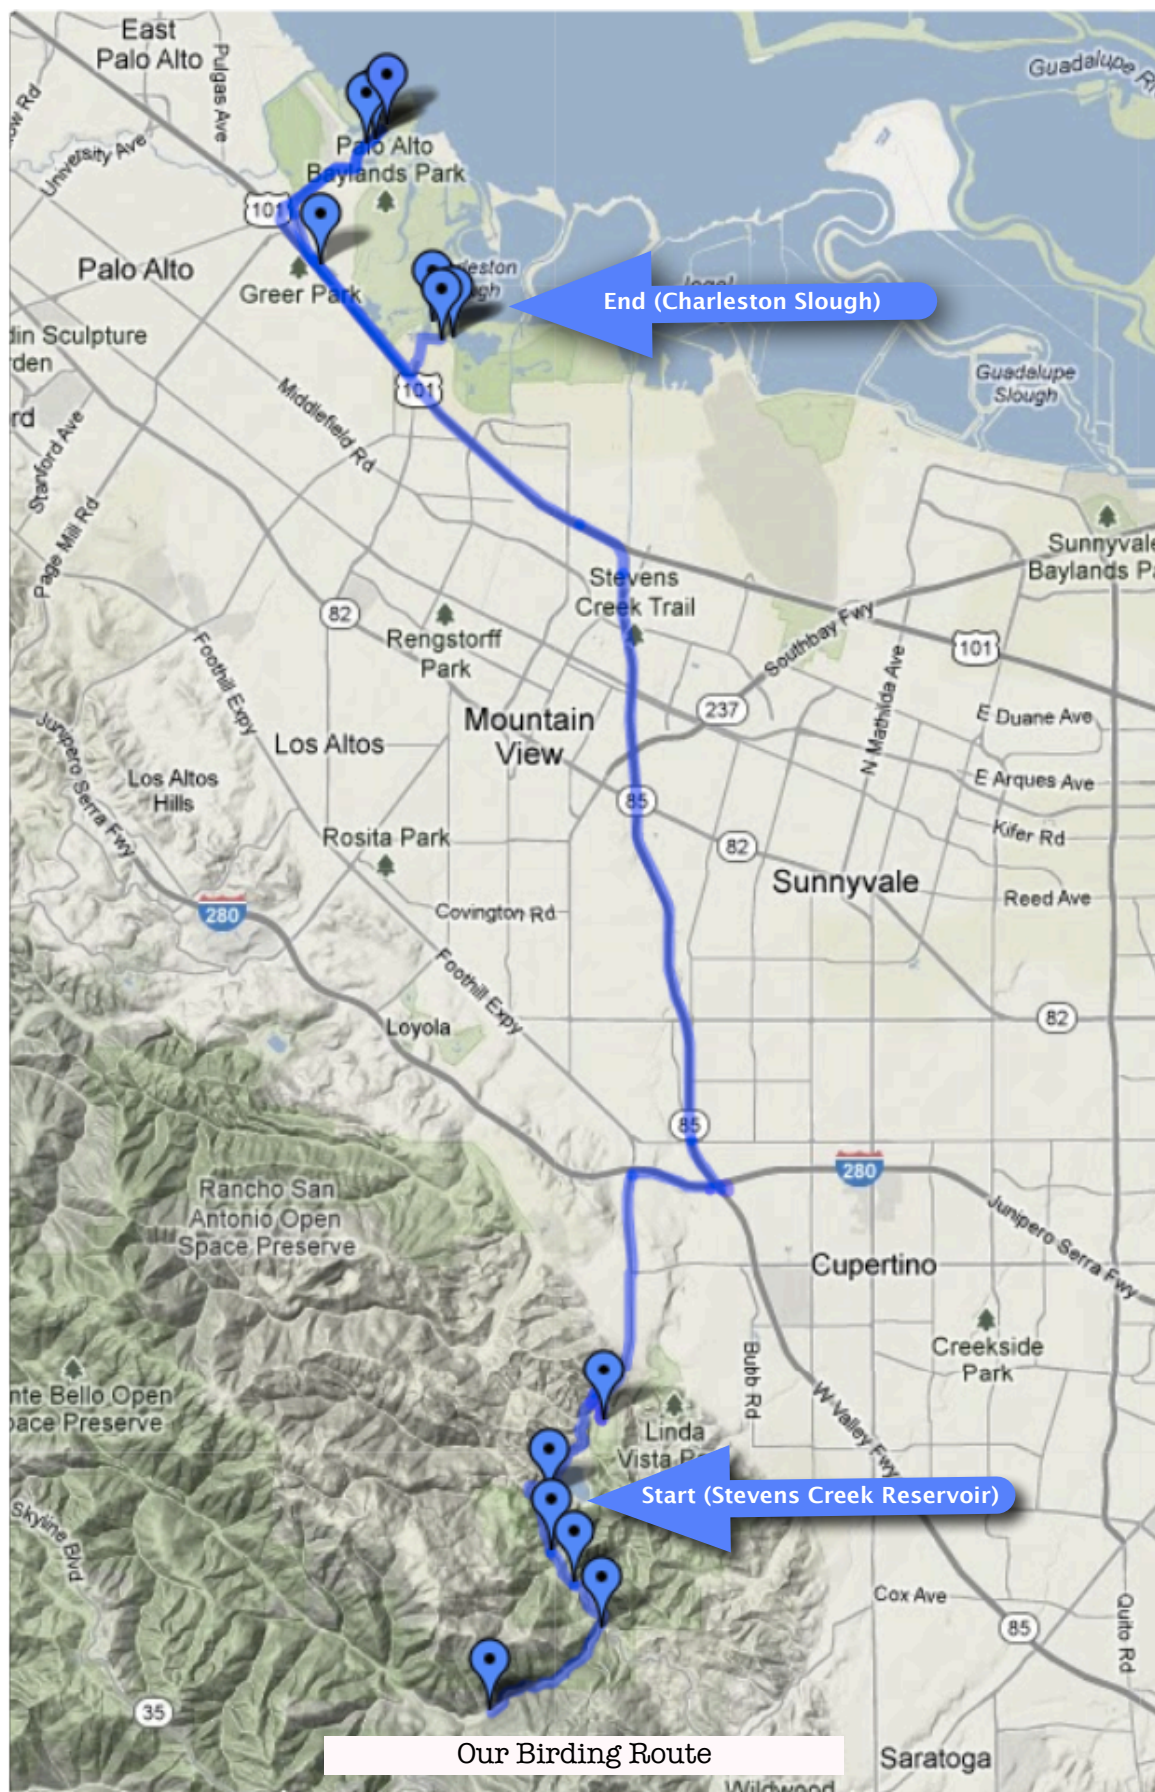 East
Palo Alto
Pulgas Ave
Guadalupe
University Ave
Palo Alto
Baylands Park
101
Palo Alto
Greer Park
End (Charleston Slough)
din Sculpture
den
101
Guadalupe
Slough
rd
Middlefield Rd
Stanford Ave
Page Mill Rd
Sunnyvale
Baylands Pa
Stevens
Creek Trail
82
Rengstorff
Park
Southbay Fwy
101
Foothill Expy
237
N Mathilda Ave
E Duane Ave
Mountain
View
Los Altos
Junipero Serra Fwy
Los Altos
Hills
E Arques Ave
85
Rosita Park
82
Kifer Rd
Sunnyvale
Reed Ave
280
Covington Rd
Foothill Expy
Loyola
82
85
280
Rancho San
Antonio Open
Space Preserve
Junipero Serra Fwy
Cupertino
Creekside
Park
Bubb Rd
nte Bello Open
pace Preserve
Linda
Vista
W Valley Fwy
Start (Stevens Creek Reservoir)
Skyline Blvd
Cox Ave
Quito Rd
85
35
Our Birding Route
Saratoga
Wildwood